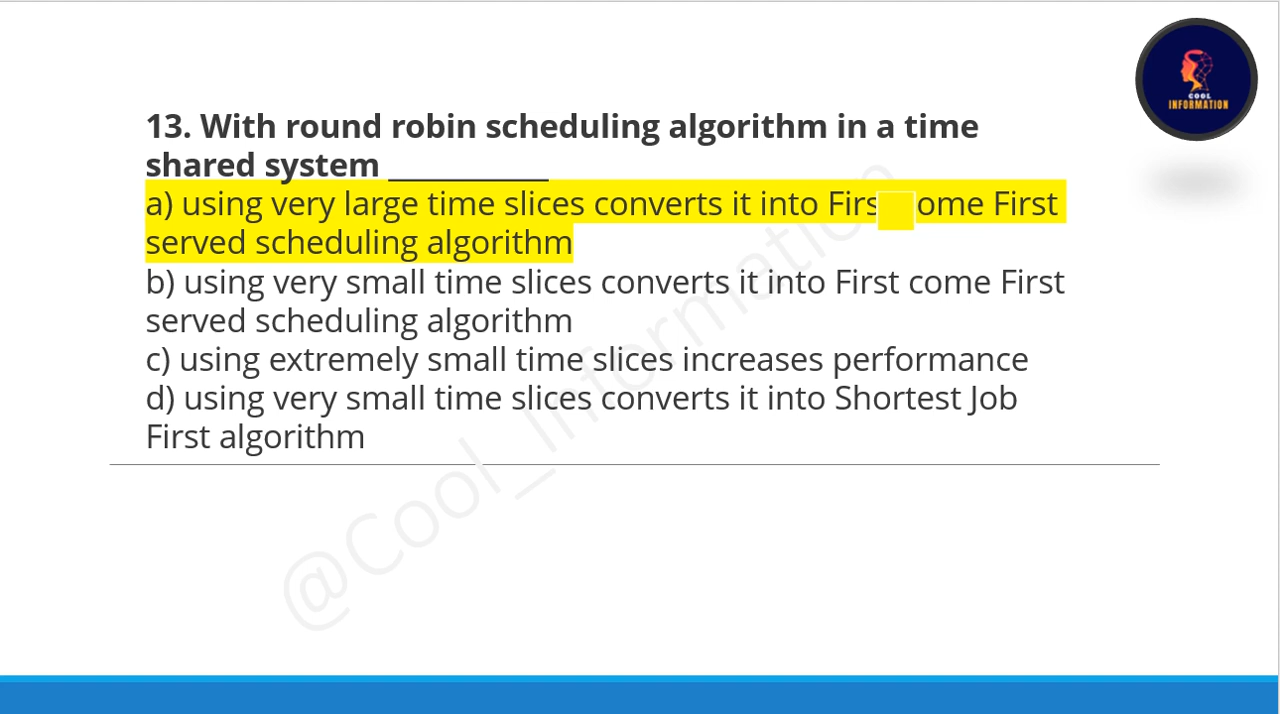 COOL
INFORMATION
13. With round robin scheduling algorithm in a time
shared system __________
a) using very large time slices converts it into Firs ome First
served scheduling algorithm
b) using very small time slices converts it into First come First
served scheduling algorithm
c) using extremely small time slices increases performance
d) using very small time slices converts it into Shortest Job
First algorithm
@Cool_Information